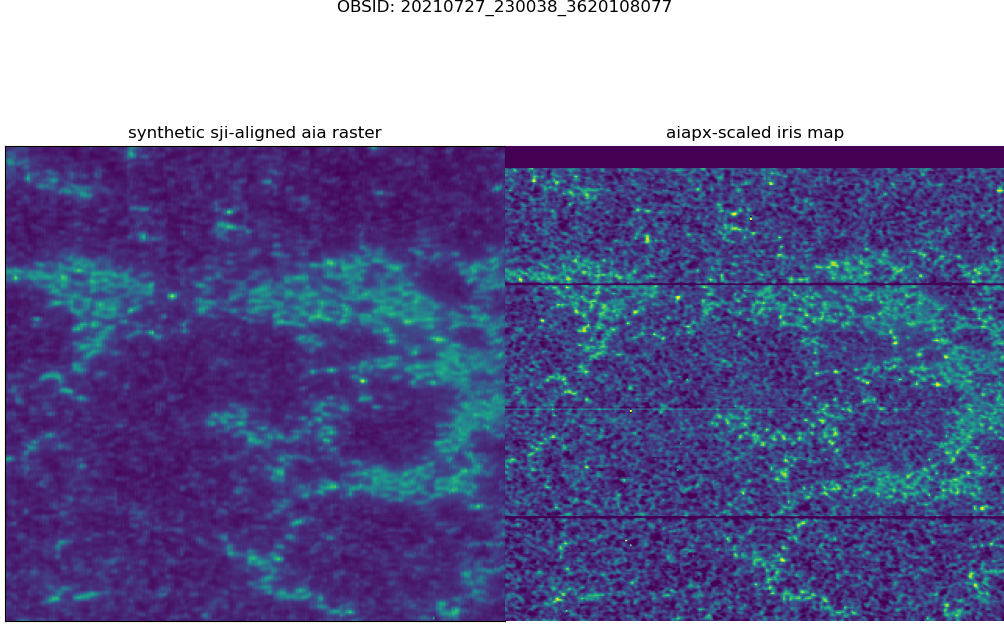 OBSID: 20210727_230038_3620108077
synthetic sji-aligned aia raster
aiapx-scaled iris map